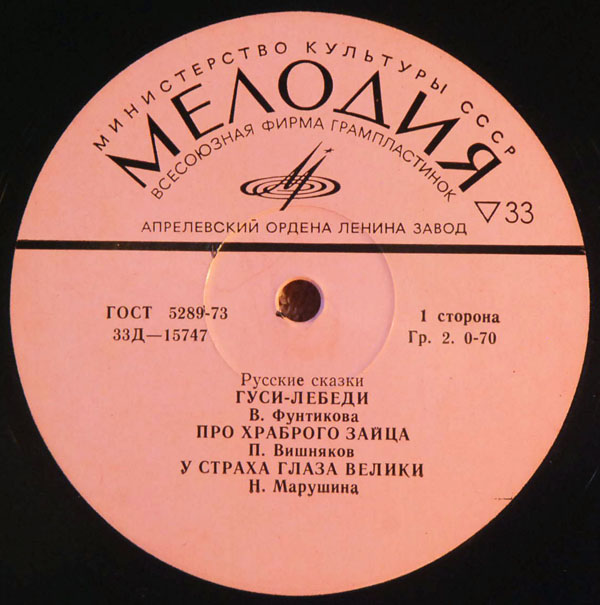 МИНИСТЕРСТВО КУЛЬТУРЫ СССР
МЕЛОДИЯ
ВСЕСОЮЗНАЯ ФИРМА ГРАМПЛАСТИНОК
▽33
АПРЕЛЕВСКИЙ ОРДЕНА ЛЕНИНА ЗАВОД
ГОСТ 5289-73
33Д—15747
1 сторона
Гр. 2. 0-70
Русские сказки
ГУСИ-ЛЕБЕДИ
В. Фунтикова
ПРО ХРАБРОГО ЗАЙЦА
П. Вишняков
У СТРАХА ГЛАЗА ВЕЛИКИ
Н. Марушина